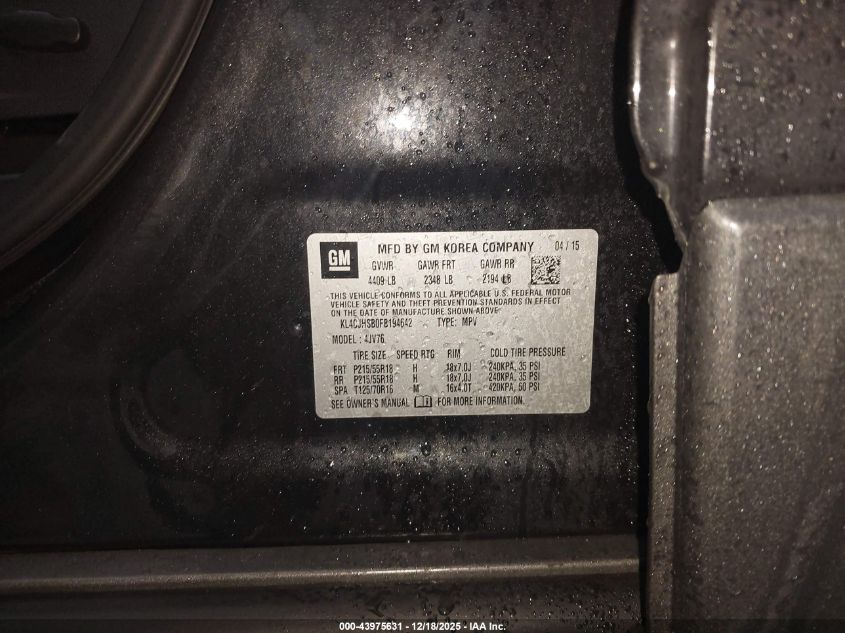 GM
MFD BY GM KOREA COMPANY 04 / 15
GVWR GAWR FRT GAWR RR
4409 LB 2348 LB 2194 LB
THIS VEHICLE CONFORMS TO ALL APPLICABLE U.S. FEDERAL MOTOR
VEHICLE SAFETY AND THEFT PREVENTION STANDARDS IN EFFECT
ON THE DATE OF MANUFACTURE SHOWN ABOVE.
KL4CJHSB0FB194642 TYPE: MPV
MODEL : 4JV76
TIRE SIZE SPEED RTG RIM COLD TIRE PRESSURE
FRT P215/55R18 H 18x7.0J 240KPA, 35 PSI
RR P215/55R18 H 18x7.0J 240KPA, 35 PSI
SPA T125/70R16 M 16x4.0T 420KPA, 60 PSI
SEE OWNER'S MANUAL FOR MORE INFORMATION.
000-43975631 - 12/18/2025 - IAA Inc.